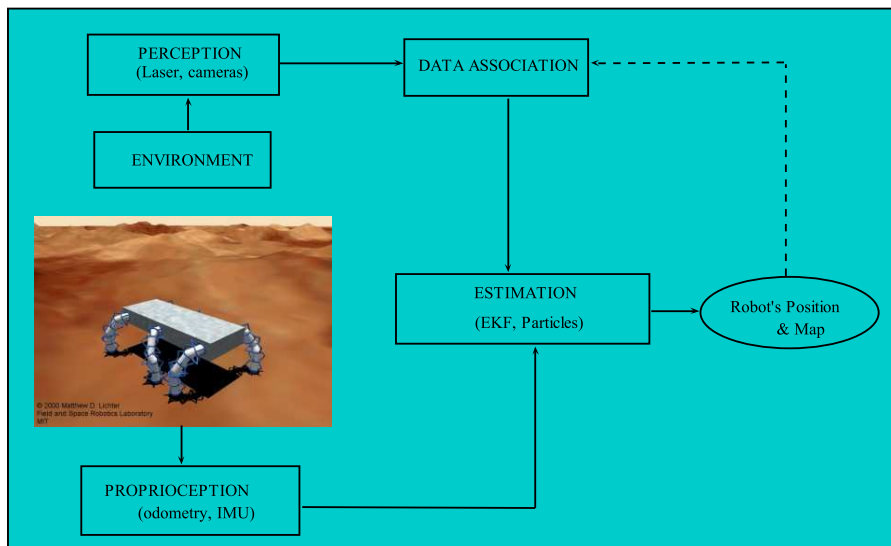 PERCEPTION
(Laser, cameras)
DATA ASSOCIATION
ENVIRONMENT
ESTIMATION
(EKF, Particles)
Robot's Position
& Map
© 2003 Matthew D. Lichter
Field and Space Robotics Laboratory
MIT
PROPRIOCEPTION
(odometry, IMU)